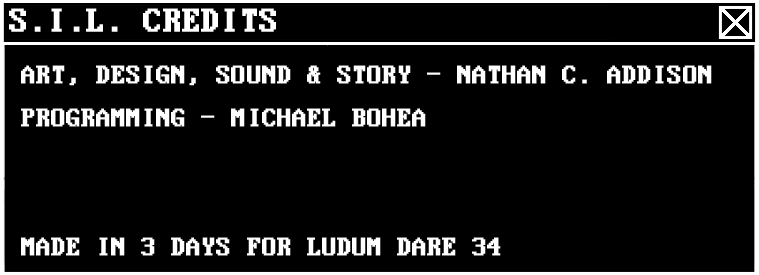 S.I.L. CREDITS
ART, DESIGN, SOUND & STORY - NATHAN C. ADDISON
PROGRAMMING - MICHAEL BOHEA
MADE IN 3 DAYS FOR LUDUM DARE 34